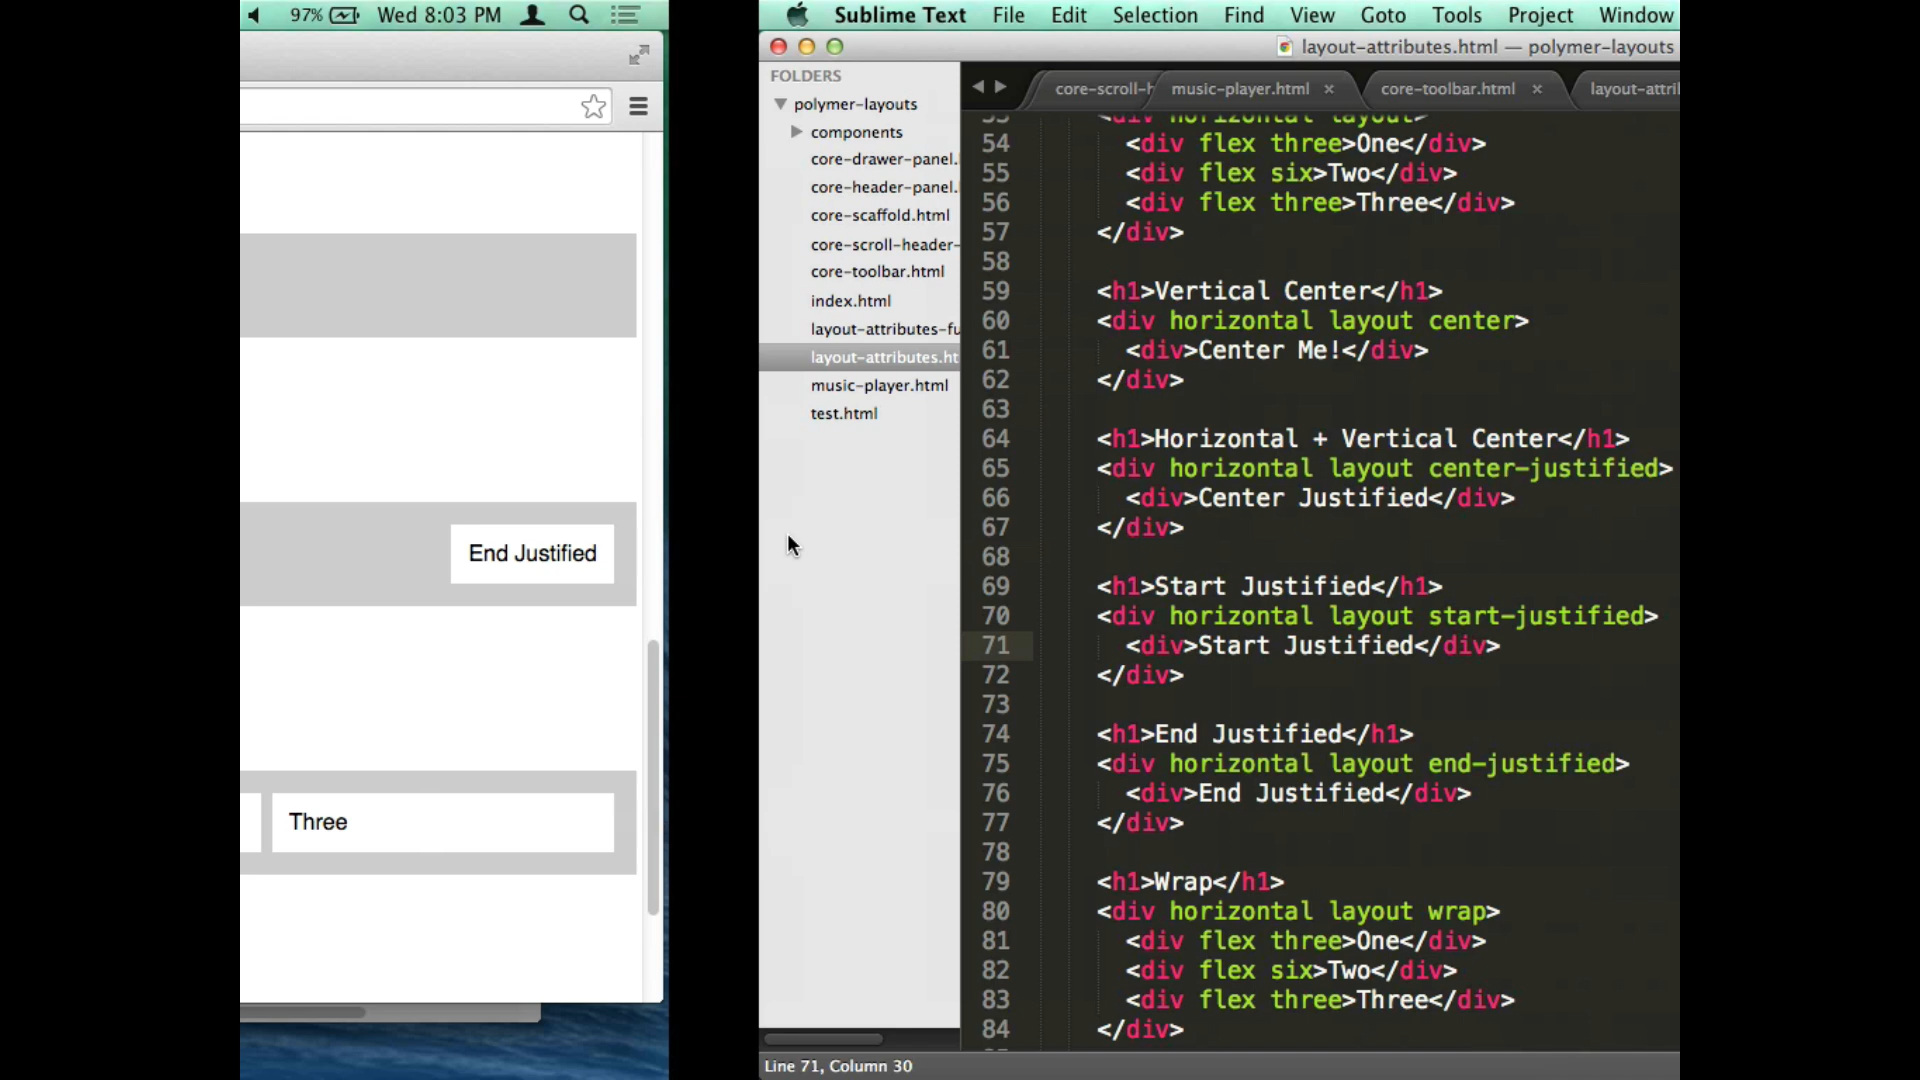 97% Wed 8:03 PM
End Justified
Three
Sublime Text File Edit Selection Find View Goto Tools Project Window
layout-attributes.html — polymer-layouts
FOLDERS
polymer-layouts
components
core-drawer-panel.
core-header-panel.
core-scaffold.html
core-scroll-header-
core-toolbar.html
index.html
layout-attributes-fu
layout-attributes.ht
music-player.html
test.html
core-scroll-h music-player.html × core-toolbar.html × layout-attri
53 <div horizontal layout>
54 <div flex three>One</div>
55 <div flex six>Two</div>
56 <div flex three>Three</div>
57 </div>
58
59 <h1>Vertical Center</h1>
60 <div horizontal layout center>
61 <div>Center Me!</div>
62 </div>
63
64 <h1>Horizontal + Vertical Center</h1>
65 <div horizontal layout center-justified>
66 <div>Center Justified</div>
67 </div>
68
69 <h1>Start Justified</h1>
70 <div horizontal layout start-justified>
71 <div>Start Justified</div>
72 </div>
73
74 <h1>End Justified</h1>
75 <div horizontal layout end-justified>
76 <div>End Justified</div>
77 </div>
78
79 <h1>Wrap</h1>
80 <div horizontal layout wrap>
81 <div flex three>One</div>
82 <div flex six>Two</div>
83 <div flex three>Three</div>
84 </div>
Line 71, Column 30